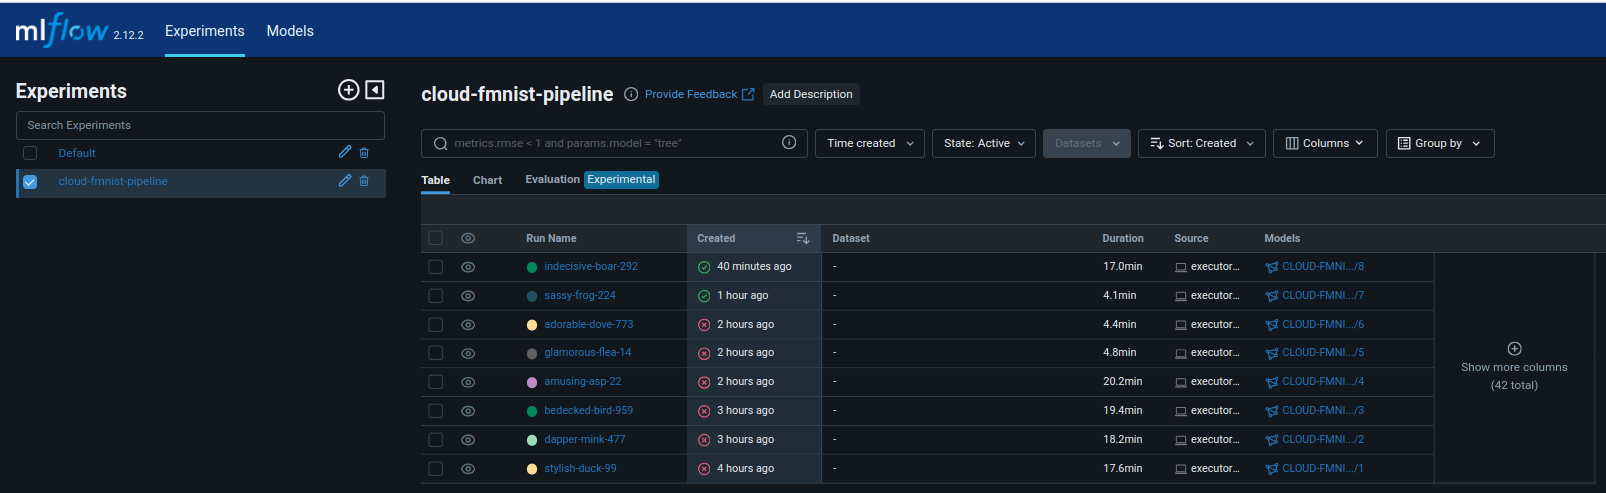 mlflow 2.12.2 Experiments Models
Experiments
Search Experiments
Default
cloud-fmnist-pipeline
cloud-fmnist-pipeline Provide Feedback Add Description
metrics.rmse < 1 and params.model = "tree" Time created State: Active Datasets Sort: Created Columns Group by
Table Chart Evaluation Experimental
Run Name Created Dataset Duration Source Models
indecisive-boar-292 40 minutes ago - 17.0min executor... CLOUD-FMNI.../8
sassy-frog-224 1 hour ago - 4.1min executor... CLOUD-FMNI.../7
adorable-dove-773 2 hours ago - 4.4min executor... CLOUD-FMNI.../6
glamorous-flea-14 2 hours ago - 4.8min executor... CLOUD-FMNI.../5
amusing-asp-22 2 hours ago - 20.2min executor... CLOUD-FMNI.../4
bedecked-bird-959 3 hours ago - 19.4min executor... CLOUD-FMNI.../3
dapper-mink-477 3 hours ago - 18.2min executor... CLOUD-FMNI.../2
stylish-duck-99 4 hours ago - 17.6min executor... CLOUD-FMNI.../1
Show more columns
(42 total)